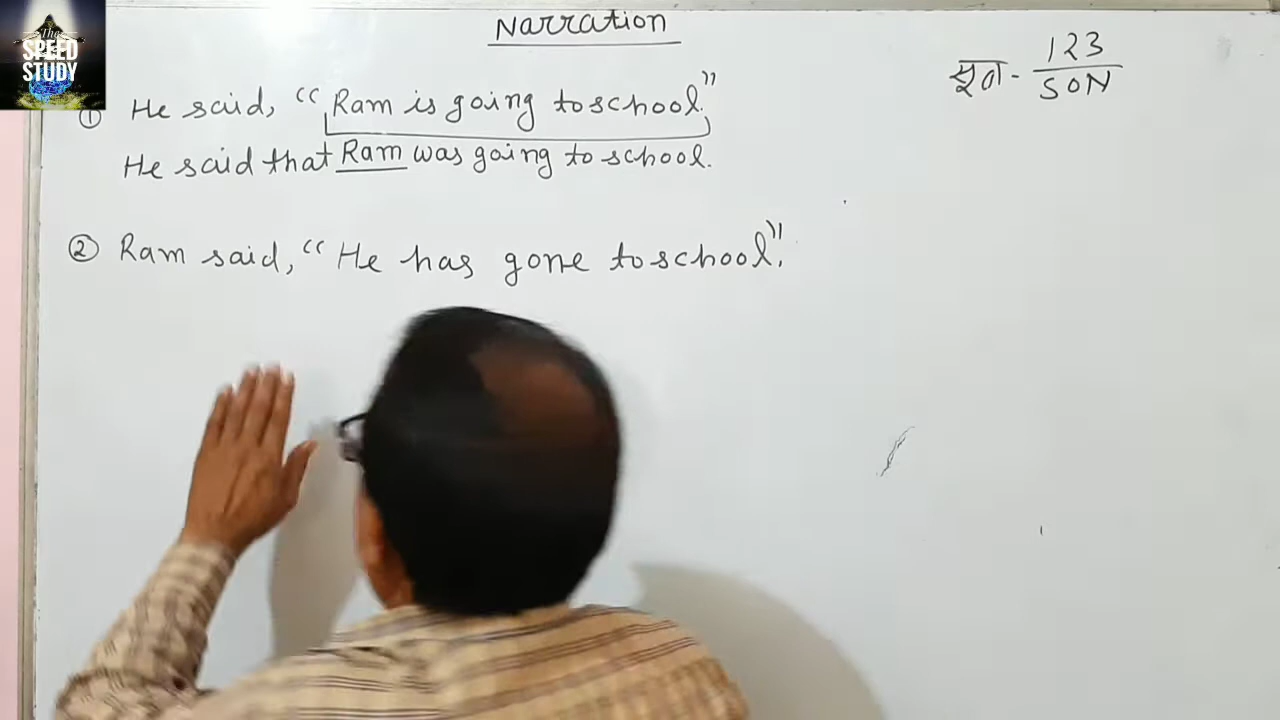 The
SPEED
STUDY
Narration
सूत्र - 123
SON
① He said, "Ram is going to school."
He said that Ram was going to school.
② Ram said, "He has gone to school".